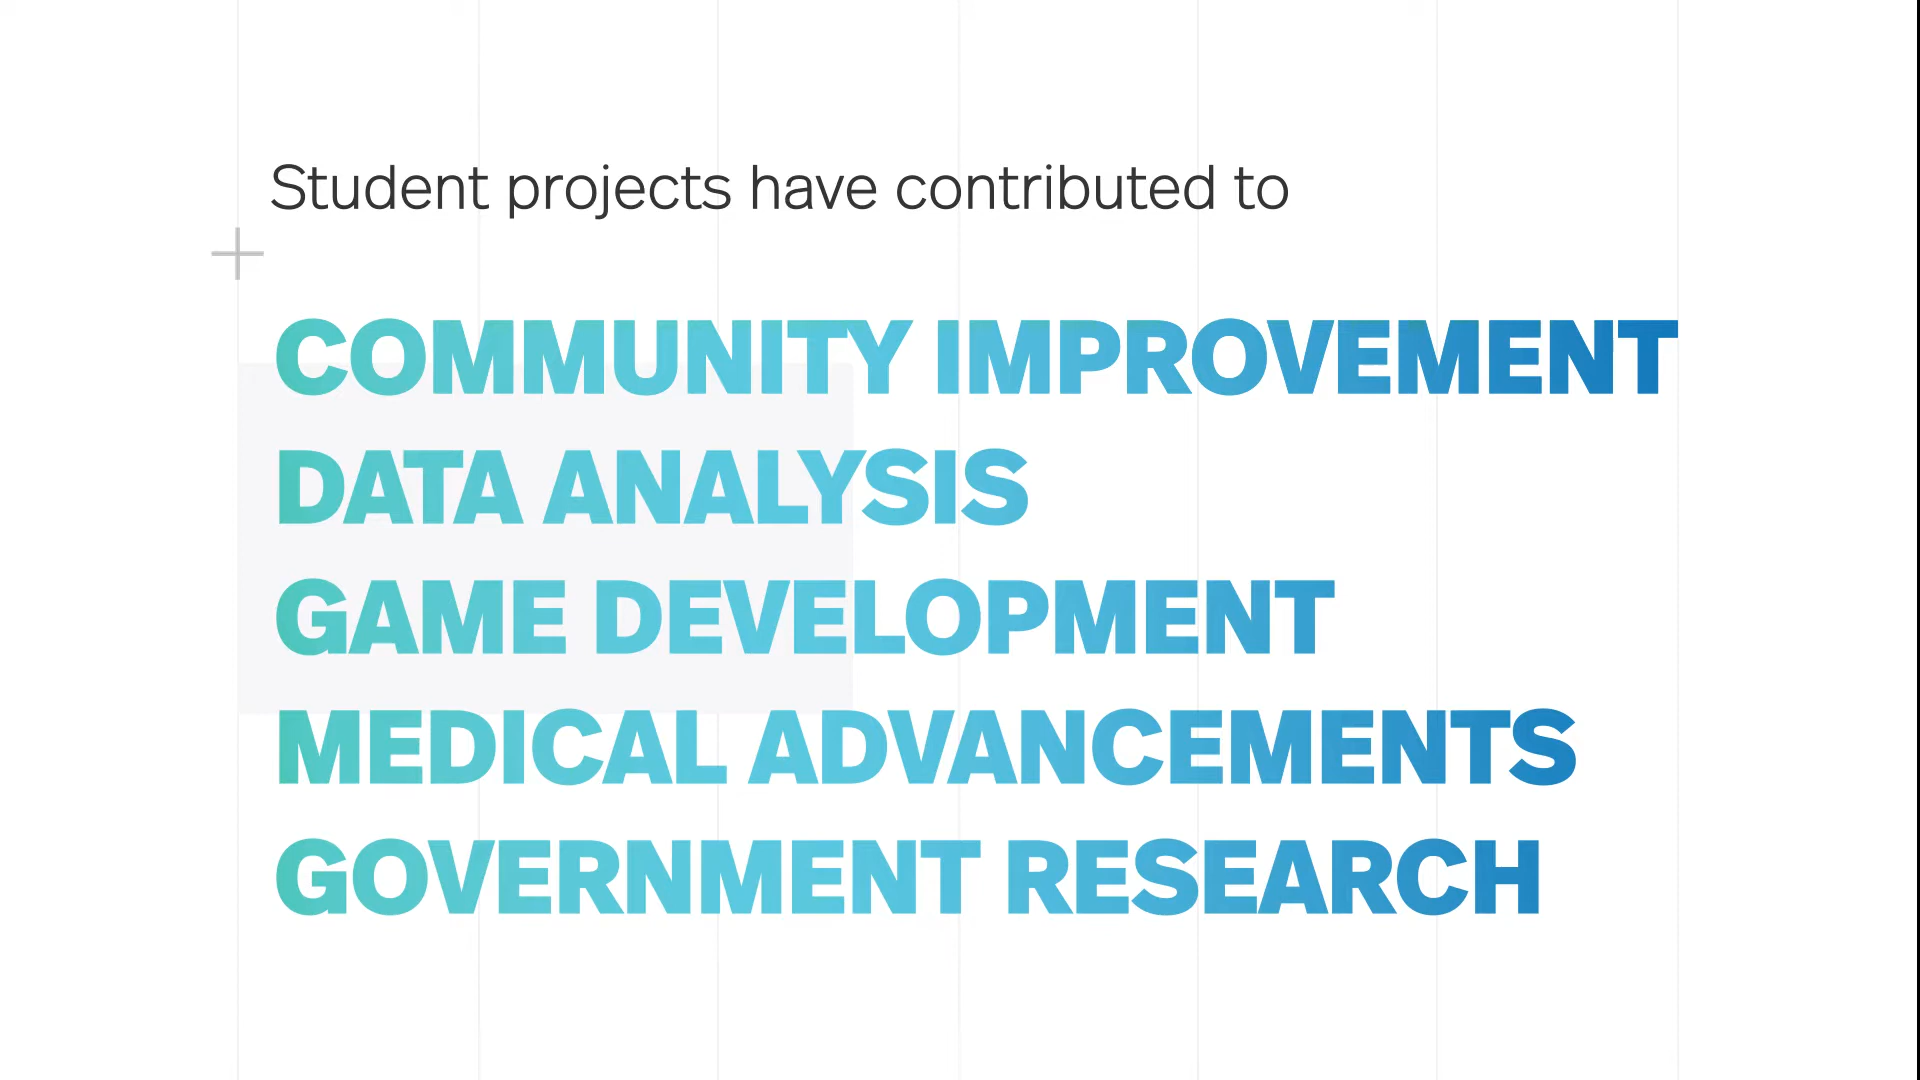 Student projects have contributed to
COMMUNITY IMPROVEMENT
DATA ANALYSIS
GAME DEVELOPMENT
MEDICAL ADVANCEMENTS
GOVERNMENT RESEARCH